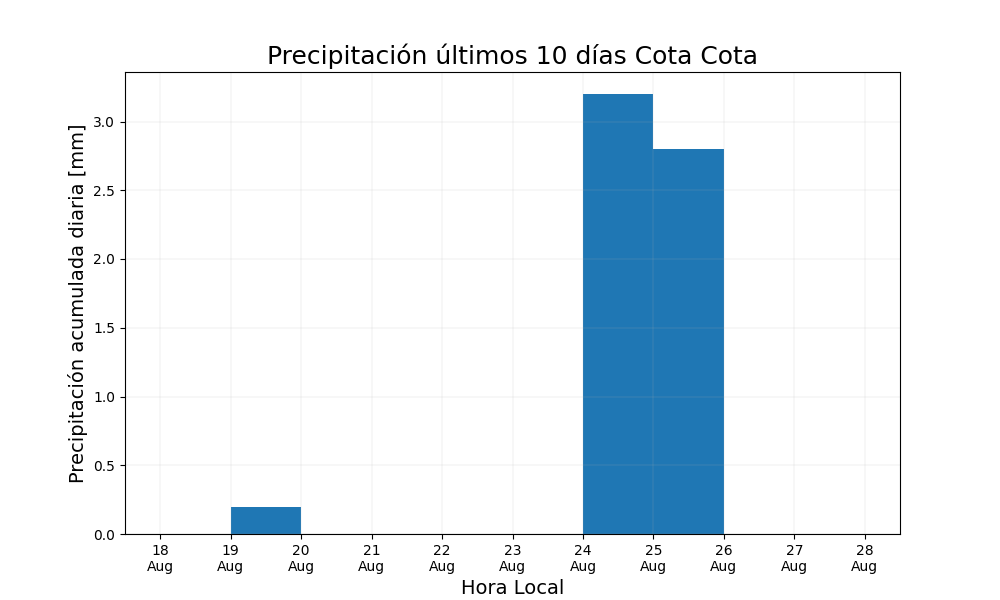 Precipitación últimos 10 días Cota Cota
Precipitación acumulada diaria [mm]
3.0
2.5
2.0
1.5
1.0
0.5
0.0
18 19 20 21 22 23 24 25 26 27 28
Aug Aug Aug Aug Aug Aug Aug Aug Aug Aug Aug
Hora Local